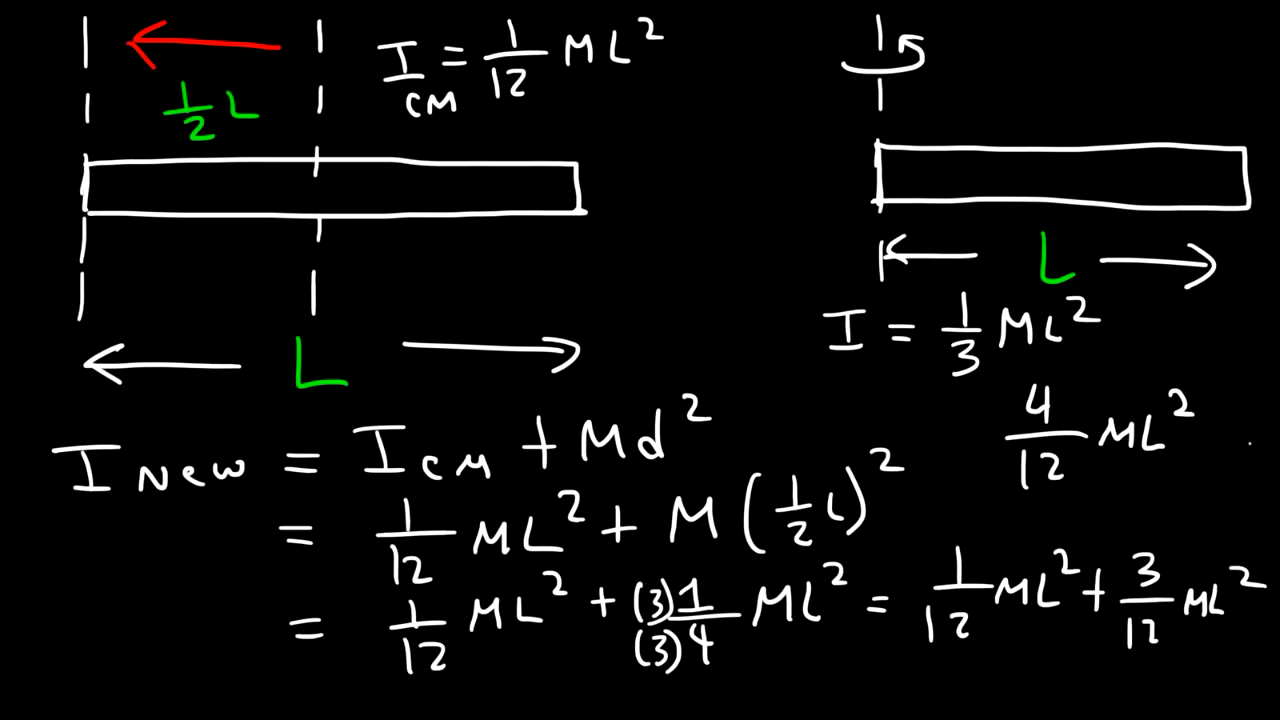 I_CM = 1/12 ML²
1/2 L
L
L
I = 1/3 ML²
4/12 ML²
I NEW = I_CM + Md²
= 1/12 ML² + M(1/2 L)²
= 1/12 ML² + (3)1/(3)4 ML² = 1/12 ML² + 3/12 ML²